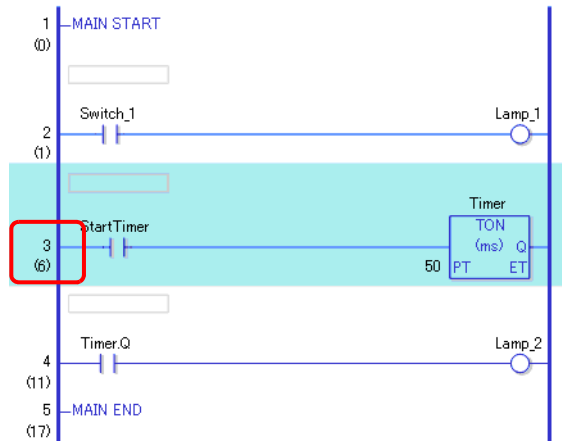 1 MAIN START
(0)
Switch_1 Lamp_1
2
(1)
Timer
StartTimer TON
3 (ms) Q
(6) 50 PT ET
Timer.Q Lamp_2
4
(11)
5 MAIN END
(17)